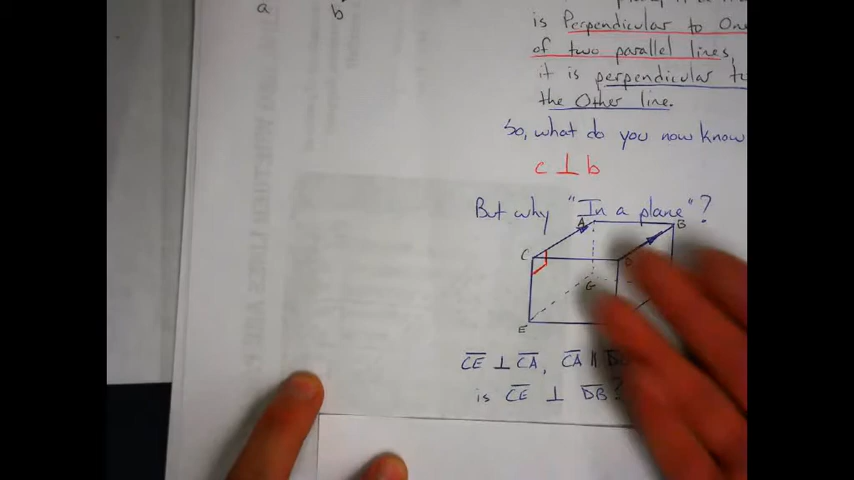 a b
is Perpendicular to One
of two parallel lines,
it is perpendicular to
the Other line.
So, what do you now know
c ⊥ b
But why "In a plane"?
A B
C D
G
E
CE ⊥ CA, CA ∥
is CE ⊥ DB?